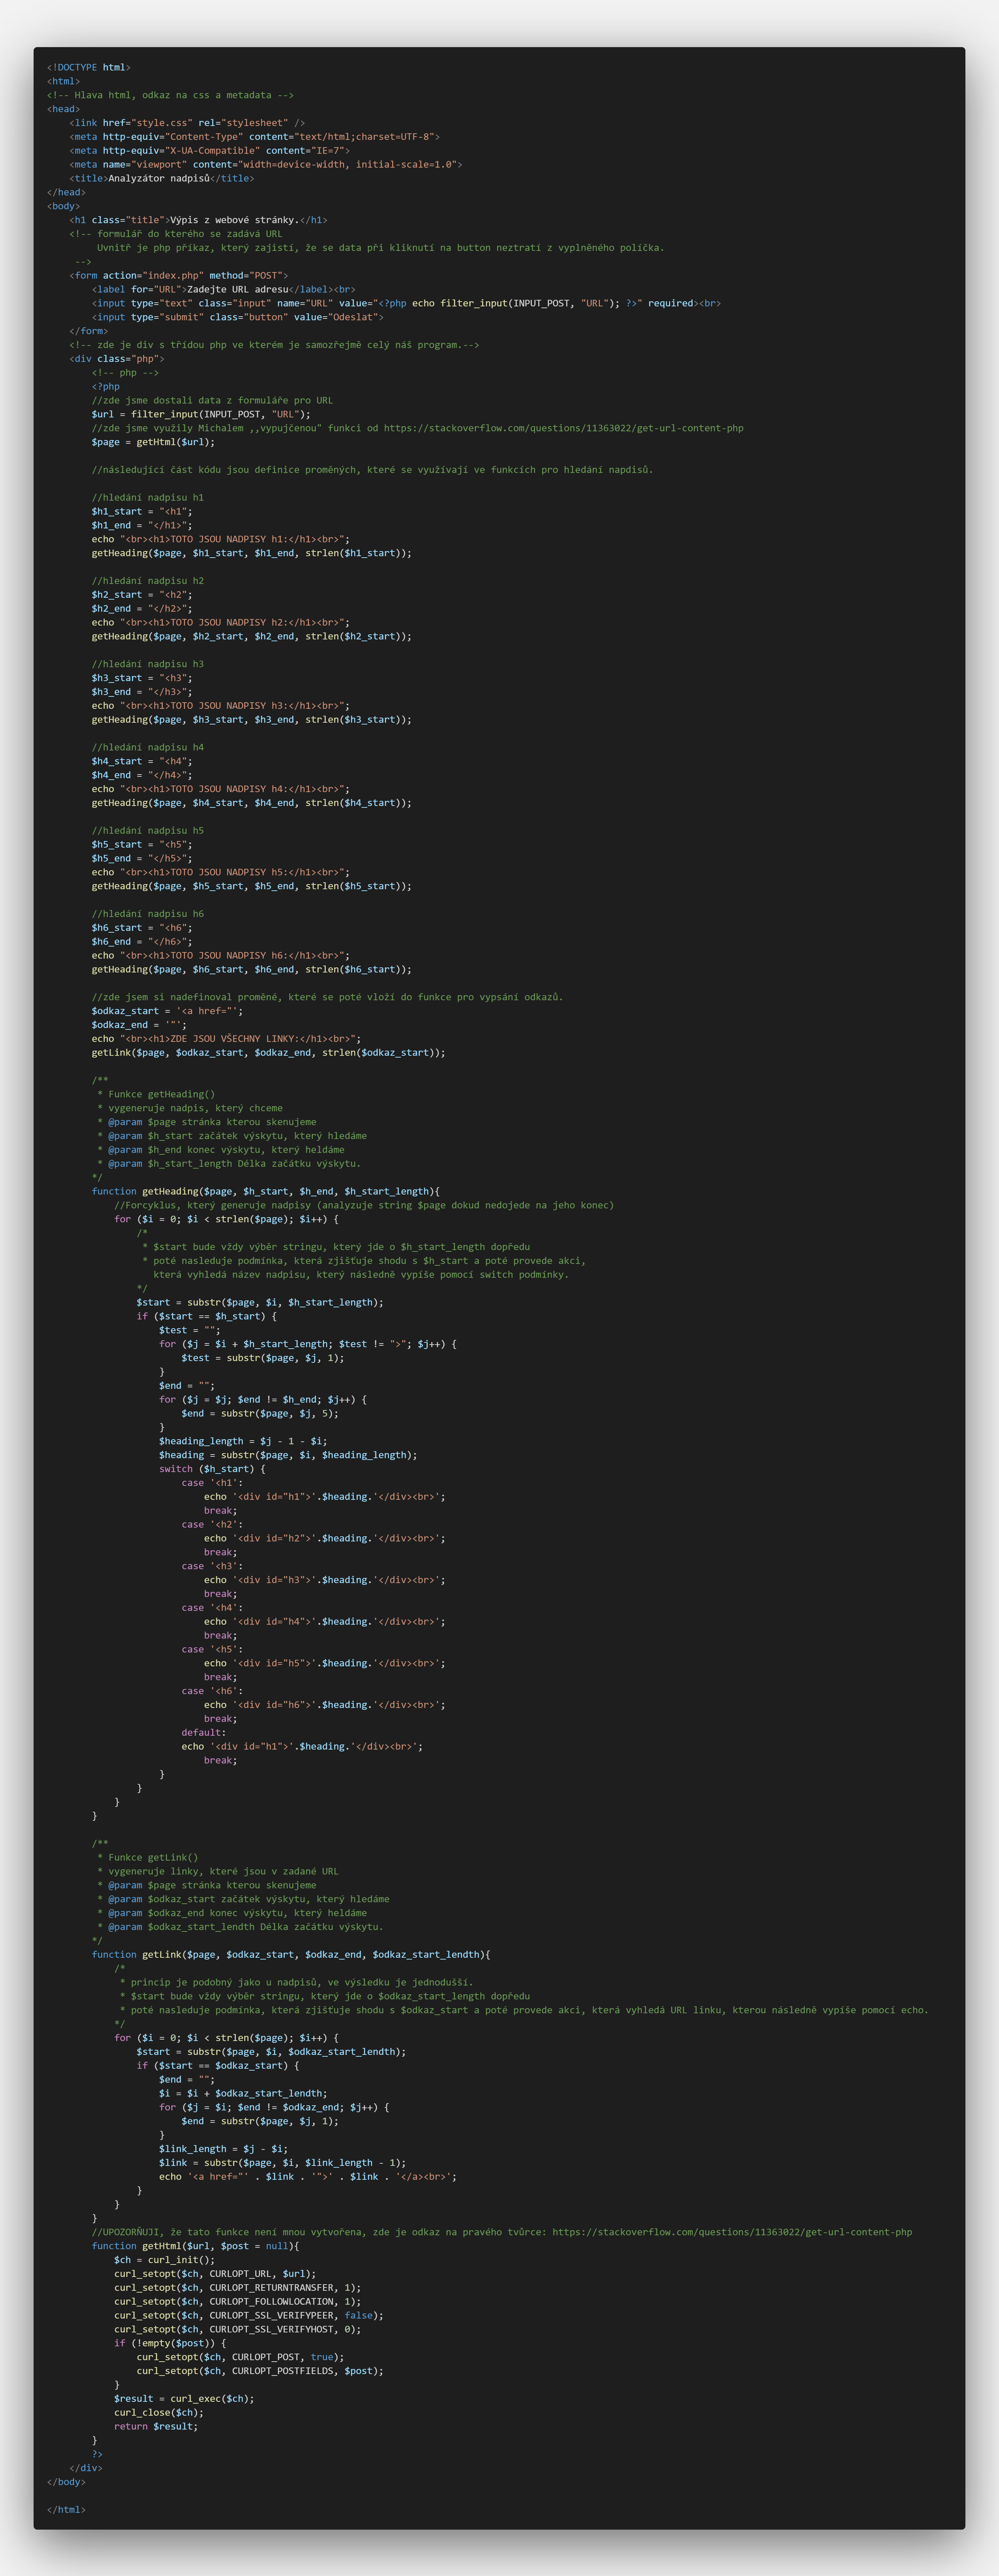 <!DOCTYPE html>
<html>
<!-- Hlava html, odkaz na css a metadata -->
<head>
    <link href="style.css" rel="stylesheet" />
    <meta http-equiv="Content-Type" content="text/html;charset=UTF-8">
    <meta http-equiv="X-UA-Compatible" content="IE=7">
    <meta name="viewport" content="width=device-width, initial-scale=1.0">
    <title>Analyzátor nadpisů</title>
</head>
<body>
    <h1 class="title">Výpis z webové stránky.</h1>
    <!-- formulář do kterého se zadává URL
         Uvnitř je php příkaz, který zajistí, že se data při kliknutí na button neztratí z vyplněného políčka.
     -->
    <form action="index.php" method="POST">
        <label for="URL">Zadejte URL adresu</label><br>
        <input type="text" class="input" name="URL" value="<?php echo filter_input(INPUT_POST, "URL"); ?>" required><br>
        <input type="submit" class="button" value="Odeslat">
    </form>
    <!-- zde je div s třídou php ve kterém je samozřejmě celý náš program.-->
    <div class="php">
        <!-- php -->
        <?php
        //zde jsme dostali data z formuláře pro URL
        $url = filter_input(INPUT_POST, "URL");
        //zde jsme využily Michalem ,,vypujčenou" funkci od https://stackoverflow.com/questions/11363022/get-url-content-php
        $page = getHtml($url);

        //následující část kódu jsou definice proměných, které se využívají ve funkcích pro hledání napdisů.

        //hledání nadpisu h1
        $h1_start = "<h1";
        $h1_end = "</h1>";
        echo "<br><h1>TOTO JSOU NADPISY h1:</h1><br>";
        getHeading($page, $h1_start, $h1_end, strlen($h1_start));

        //hledání nadpisu h2
        $h2_start = "<h2";
        $h2_end = "</h2>";
        echo "<br><h1>TOTO JSOU NADPISY h2:</h1><br>";
        getHeading($page, $h2_start, $h2_end, strlen($h2_start));

        //hledání nadpisu h3
        $h3_start = "<h3";
        $h3_end = "</h3>";
        echo "<br><h1>TOTO JSOU NADPISY h3:</h1><br>";
        getHeading($page, $h3_start, $h3_end, strlen($h3_start));

        //hledání nadpisu h4
        $h4_start = "<h4";
        $h4_end = "</h4>";
        echo "<br><h1>TOTO JSOU NADPISY h4:</h1><br>";
        getHeading($page, $h4_start, $h4_end, strlen($h4_start));

        //hledání nadpisu h5
        $h5_start = "<h5";
        $h5_end = "</h5>";
        echo "<br><h1>TOTO JSOU NADPISY h5:</h1><br>";
        getHeading($page, $h5_start, $h5_end, strlen($h5_start));

        //hledání nadpisu h6
        $h6_start = "<h6";
        $h6_end = "</h6>";
        echo "<br><h1>TOTO JSOU NADPISY h6:</h1><br>";
        getHeading($page, $h6_start, $h6_end, strlen($h6_start));

        //zde jsem si nadefinoval proměné, které se poté vloží do funkce pro vypsání odkazů.
        $odkaz_start = '<a href="';
        $odkaz_end = '"';
        echo "<br><h1>ZDE JSOU VŠECHNY LINKY:</h1><br>";
        getLink($page, $odkaz_start, $odkaz_end, strlen($odkaz_start));

        /**
         * Funkce getHeading()
         * vygeneruje nadpis, který chceme
         * @param $page stránka kterou skenujeme
         * @param $h_start začátek výskytu, který hledáme
         * @param $h_end konec výskytu, který heldáme
         * @param $h_start_length Délka začátku výskytu.
        */
        function getHeading($page, $h_start, $h_end, $h_start_length){
            //Forcyklus, který generuje nadpisy (analyzuje string $page dokud nedojede na jeho konec)
            for ($i = 0; $i < strlen($page); $i++) {
                /*
                 * $start bude vždy výběr stringu, který jde o $h_start_length dopředu
                 * poté nasleduje podmínka, která zjišťuje shodu s $h_start a poté provede akci,
                   která vyhledá název nadpisu, který následně vypíše pomocí switch podmínky.
                */
                $start = substr($page, $i, $h_start_length);
                if ($start == $h_start) {
                    $test = "";
                    for ($j = $i + $h_start_length; $test != ">"; $j++) {
                        $test = substr($page, $j, 1);
                    }
                    $end = "";
                    for ($j = $j; $end != $h_end; $j++) {
                        $end = substr($page, $j, 5);
                    }
                    $heading_length = $j - 1 - $i;
                    $heading = substr($page, $i, $heading_length);
                    switch ($h_start) {
                        case '<h1':
                            echo '<div id="h1">'.$heading.'</div><br>';
                            break;
                        case '<h2':
                            echo '<div id="h2">'.$heading.'</div><br>';
                            break;
                        case '<h3':
                            echo '<div id="h3">'.$heading.'</div><br>';
                            break;
                        case '<h4':
                            echo '<div id="h4">'.$heading.'</div><br>';
                            break;
                        case '<h5':
                            echo '<div id="h5">'.$heading.'</div><br>';
                            break;
                        case '<h6':
                            echo '<div id="h6">'.$heading.'</div><br>';
                            break;
                        default:
                        echo '<div id="h1">'.$heading.'</div><br>';
                            break;
                    }
                }
            }
        }

        /**
         * Funkce getLink()
         * vygeneruje linky, které jsou v zadané URL
         * @param $page stránka kterou skenujeme
         * @param $odkaz_start začátek výskytu, který hledáme
         * @param $odkaz_end konec výskytu, který heldáme
         * @param $odkaz_start_lendth Délka začátku výskytu.
        */
        function getLink($page, $odkaz_start, $odkaz_end, $odkaz_start_lendth){
            /*
             * princip je podobný jako u nadpisů, ve výsledku je jednodušší.
             * $start bude vždy výběr stringu, který jde o $odkaz_start_length dopředu
             * poté nasleduje podmínka, která zjišťuje shodu s $odkaz_start a poté provede akci, která vyhledá URL linku, kterou následně vypíše pomocí echo.
            */
            for ($i = 0; $i < strlen($page); $i++) {
                $start = substr($page, $i, $odkaz_start_lendth);
                if ($start == $odkaz_start) {
                    $end = "";
                    $i = $i + $odkaz_start_lendth;
                    for ($j = $i; $end != $odkaz_end; $j++) {
                        $end = substr($page, $j, 1);
                    }
                    $link_length = $j - $i;
                    $link = substr($page, $i, $link_length - 1);
                    echo '<a href="' . $link . '">' . $link . '</a><br>';
                }
            }
        }
        //UPOZORŇUJI, že tato funkce není mnou vytvořena, zde je odkaz na pravého tvůrce: https://stackoverflow.com/questions/11363022/get-url-content-php
        function getHtml($url, $post = null){
            $ch = curl_init();
            curl_setopt($ch, CURLOPT_URL, $url);
            curl_setopt($ch, CURLOPT_RETURNTRANSFER, 1);
            curl_setopt($ch, CURLOPT_FOLLOWLOCATION, 1);
            curl_setopt($ch, CURLOPT_SSL_VERIFYPEER, false);
            curl_setopt($ch, CURLOPT_SSL_VERIFYHOST, 0);
            if (!empty($post)) {
                curl_setopt($ch, CURLOPT_POST, true);
                curl_setopt($ch, CURLOPT_POSTFIELDS, $post);
            }
            $result = curl_exec($ch);
            curl_close($ch);
            return $result;
        }
        ?>
    </div>
</body>

</html>